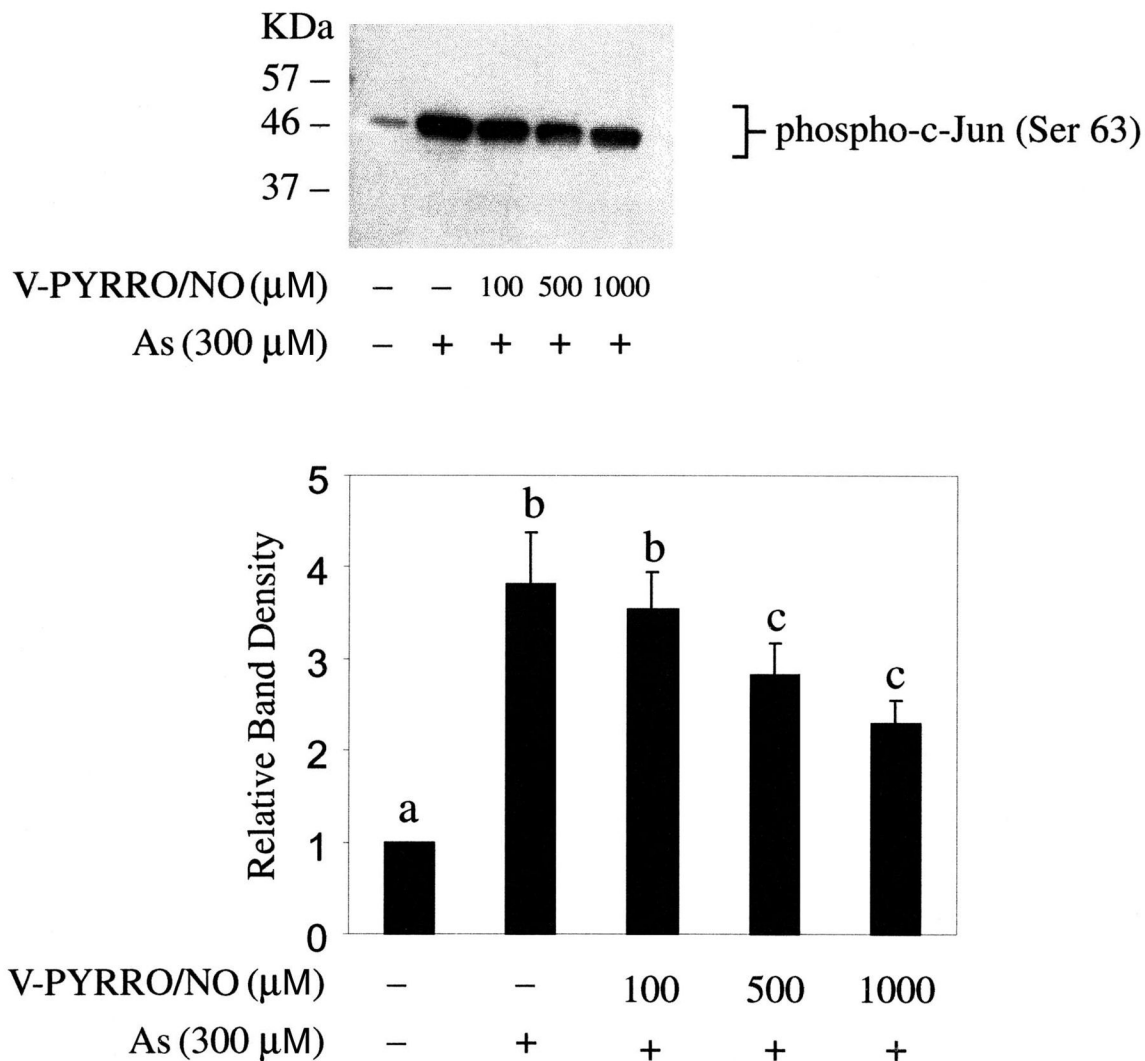 KDa
57 –
46 –
37 –
phospho-c-Jun (Ser 63)
V-PYRRO/NO (μM) – – 100 500 1000
As (300 μM) – + + + +
Relative Band Density
5
4
3
2
1
0
a b b c c
V-PYRRO/NO (μM) – – 100 500 1000
As (300 μM) – + + + +